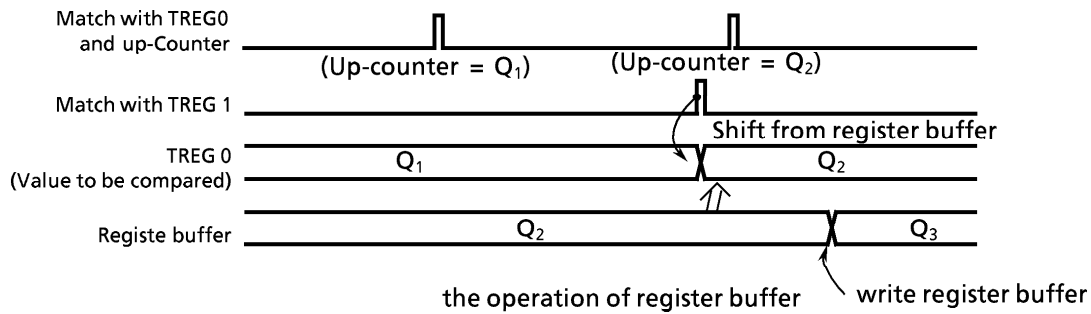 Match with TREG0
and up-Counter
(Up-counter = Q₁)
(Up-counter = Q₂)
Match with TREG 1
Shift from register buffer
TREG 0
(Value to be compared)
Q₁
Q₂
Registe buffer
Q₂
Q₃
the operation of register buffer
write register buffer